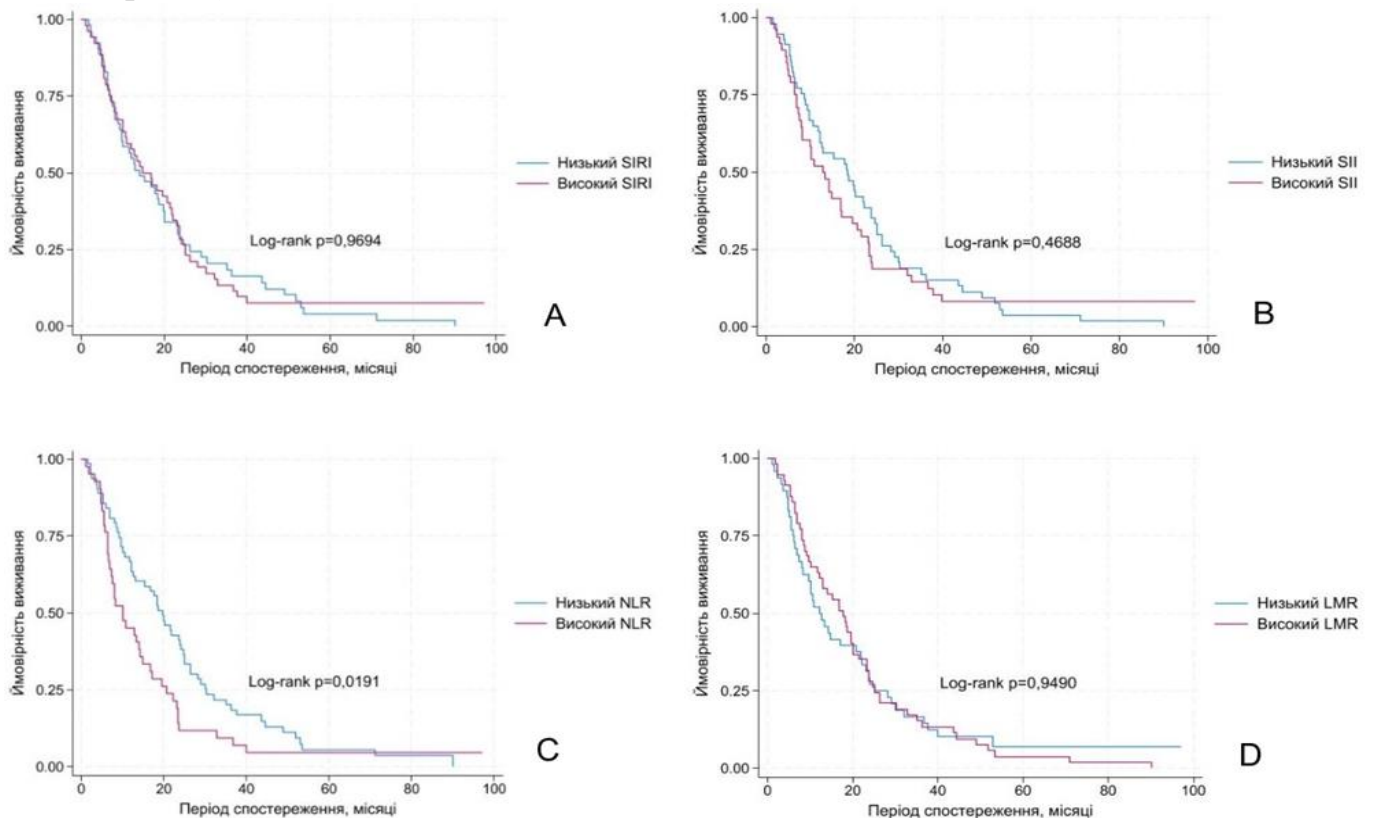 1.00
0.75
0.50
0.25
0.00
Ймовірність виживання
0 20 40 60 80 100
Період спостереження, місяці
Log-rank p=0,9694
Низький SIRI
Високий SIRI
A
1.00
0.75
0.50
0.25
0.00
Ймовірність виживання
0 20 40 60 80 100
Період спостереження, місяці
Log-rank p=0,4688
Низький SII
Високий SII
B
1.00
0.75
0.50
0.25
0.00
Ймовірність виживання
0 20 40 60 80 100
Період спостереження, місяці
Log-rank p=0,0191
Низький NLR
Високий NLR
C
1.00
0.75
0.50
0.25
0.00
Ймовірність виживання
0 20 40 60 80 100
Період спостереження, місяці
Log-rank p=0,9490
Низький LMR
Високий LMR
D